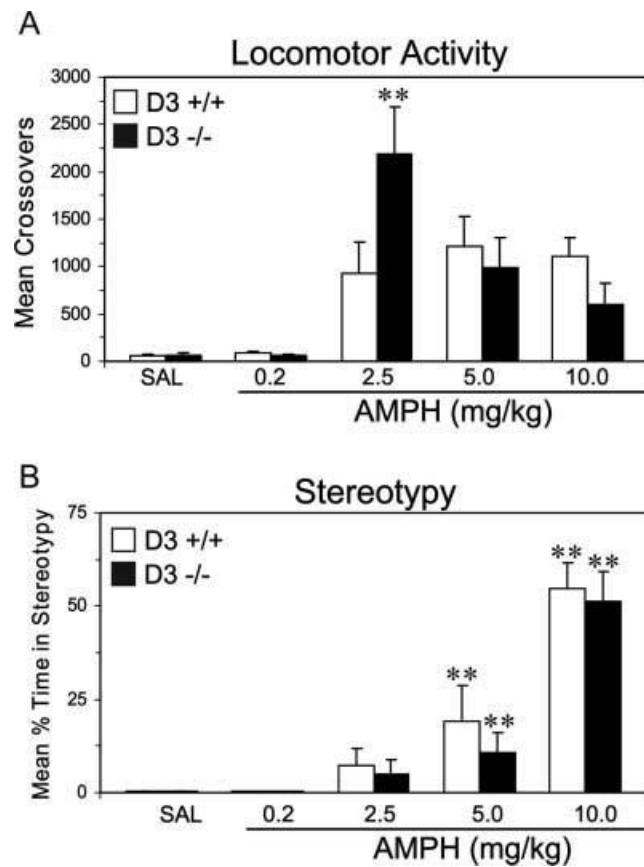 A
Locomotor Activity
3000
2500
2000
1500
1000
500
0
Mean Crossovers
D3 +/+
D3 -/-
**
SAL 0.2 2.5 5.0 10.0
AMPH (mg/kg)
B
Stereotypy
75
50
25
0
Mean % Time in Stereotypy
D3 +/+
D3 -/-
** **
** **
SAL 0.2 2.5 5.0 10.0
AMPH (mg/kg)